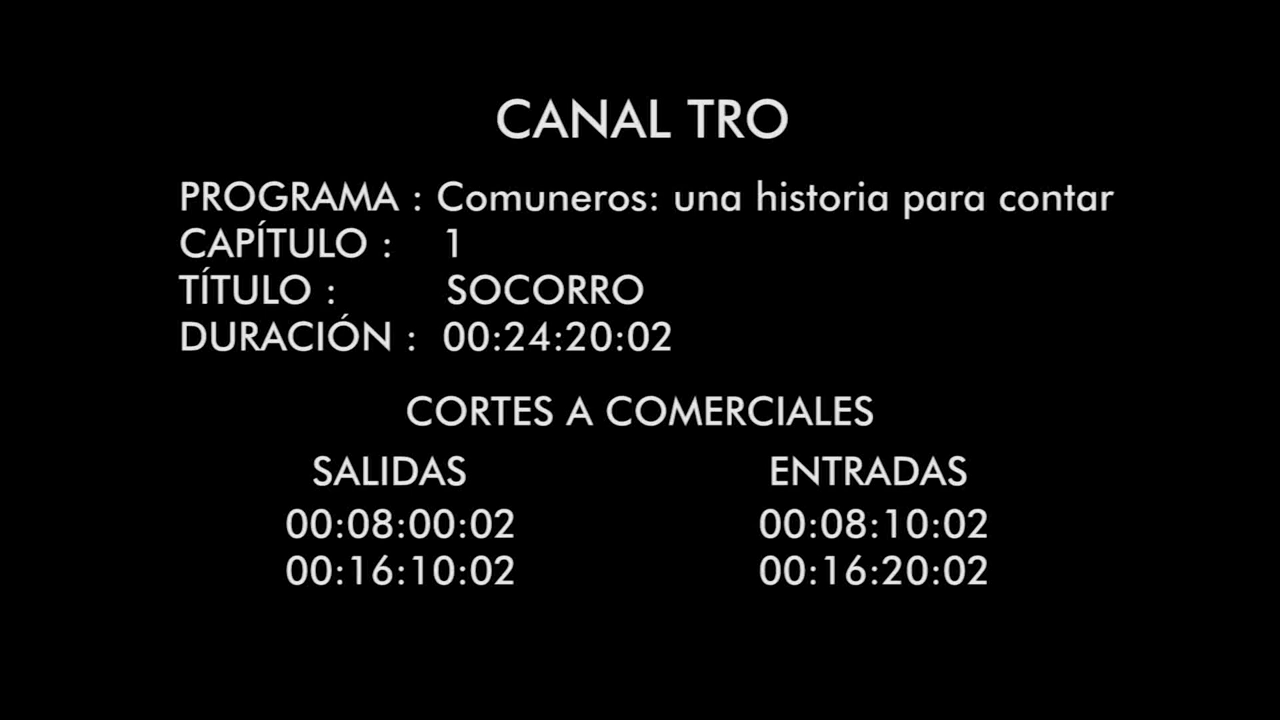 CANAL TRO
PROGRAMA : Comuneros: una historia para contar
CAPÍTULO : 1
TÍTULO : SOCORRO
DURACIÓN : 00:24:20:02
CORTES A COMERCIALES
SALIDAS ENTRADAS
00:08:00:02 00:08:10:02
00:16:10:02 00:16:20:02